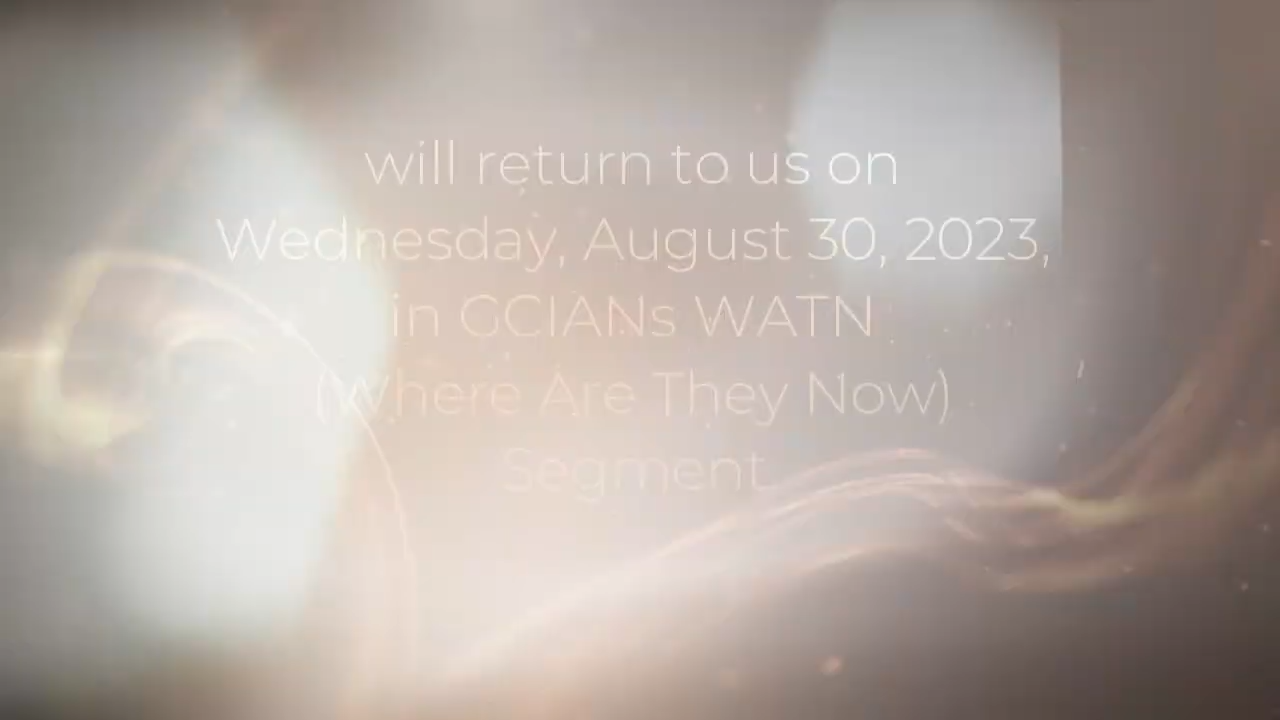 will return to us on
Wednesday, August 30, 2023,
in GCIANs WATN
(Where Are They Now)
Segment